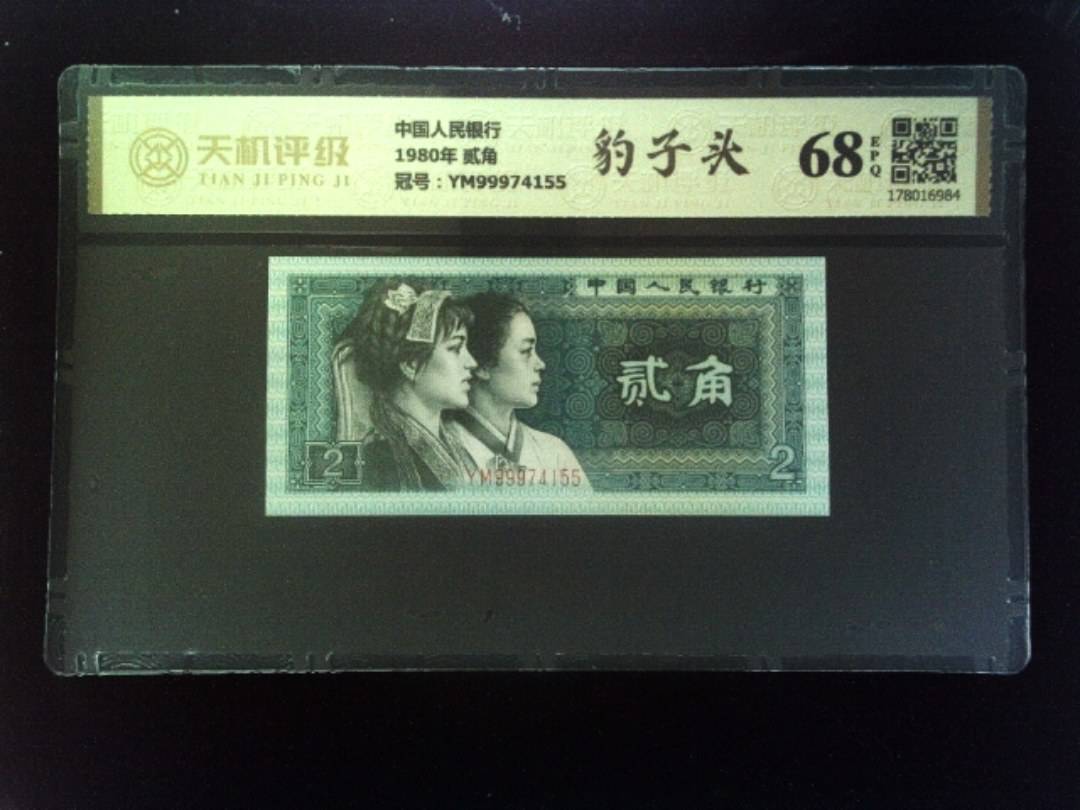 天机评级
TIAN JI PING JI
中国人民银行
1980年 贰角
冠号：YM99974155
豹子头
68
EPQ
178016984
中国人民银行
贰角
2
YM99974155
2